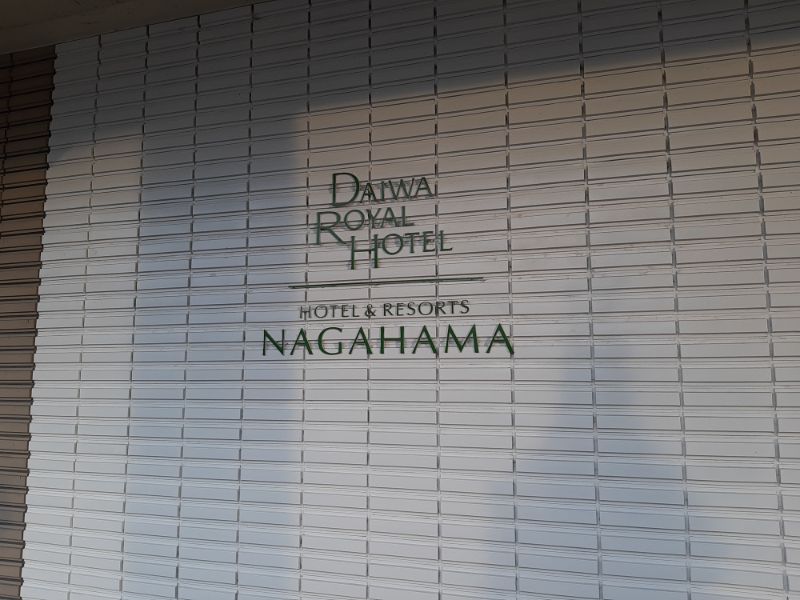 DAIWA
ROYAL
HOTEL
HOTEL & RESORTS
NAGAHAMA